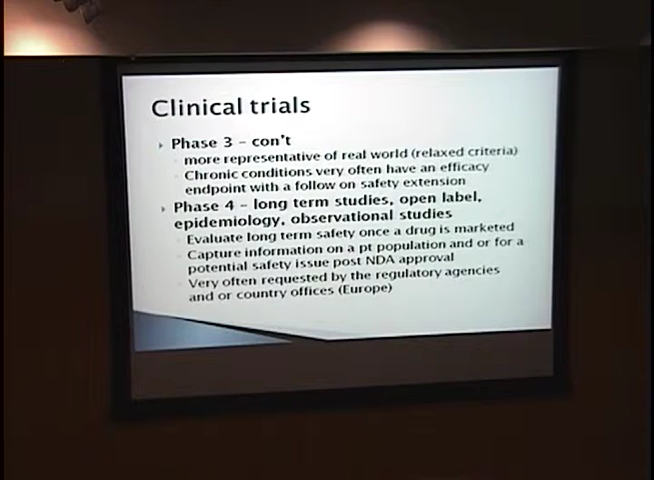 Clinical trials
Phase 3 – con't
more representative of real world (relaxed criteria)
Chronic conditions very often have an efficacy
endpoint with a follow on safety extension
Phase 4 – long term studies, open label,
epidemiology, observational studies
Evaluate long term safety once a drug is marketed
Capture information on a pt population and or for a
potential safety issue post NDA approval
Very often requested by the regulatory agencies
and or country offices (Europe)